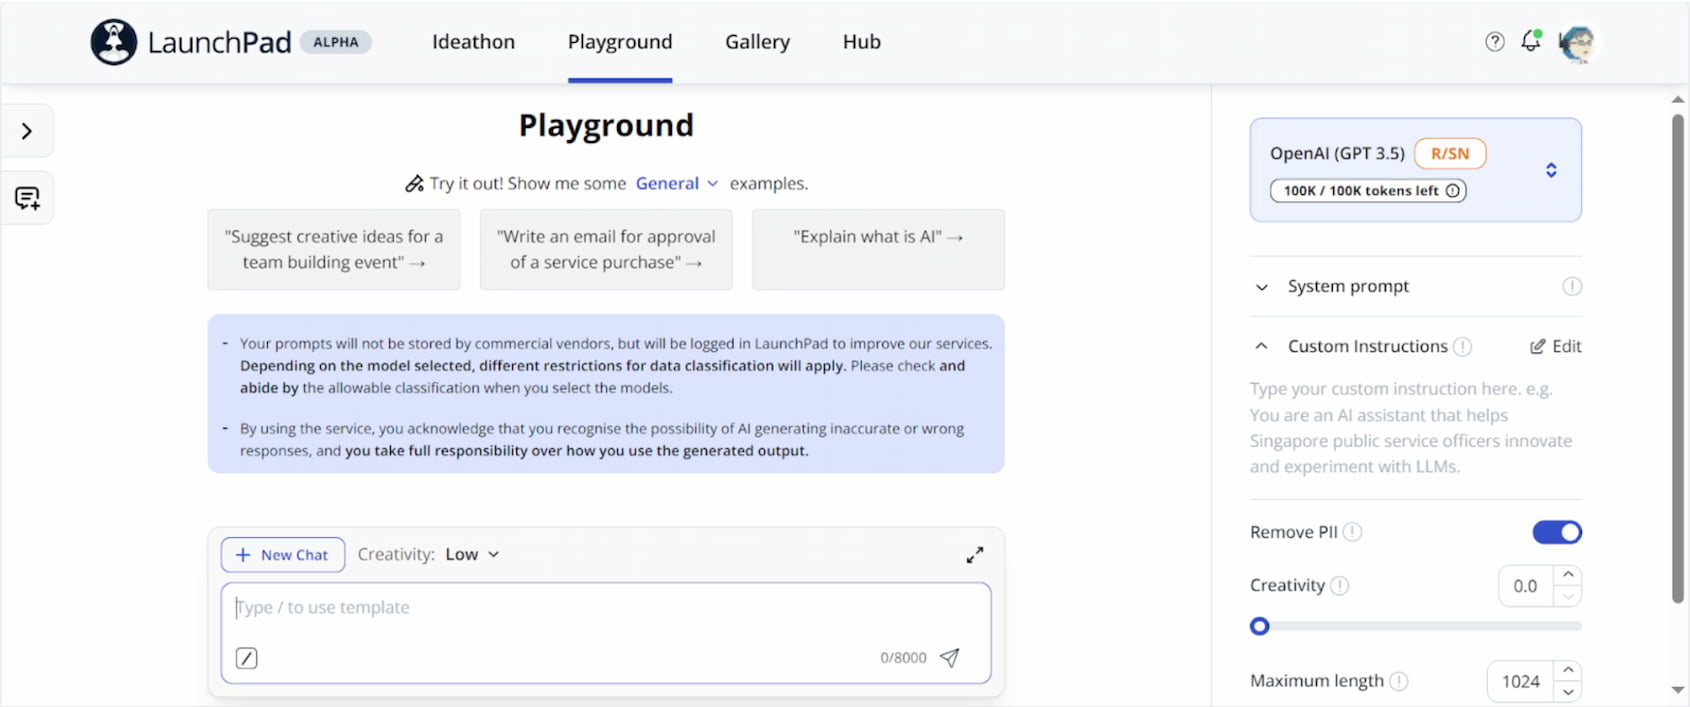 LaunchPad ALPHA Ideathon Playground Gallery Hub
Playground
Try it out! Show me some General examples.
"Suggest creative ideas for a
team building event" →
"Write an email for approval
of a service purchase" →
"Explain what is AI" →
- Your prompts will not be stored by commercial vendors, but will be logged in LaunchPad to improve our services.
Depending on the model selected, different restrictions for data classification will apply. Please check and
abide by the allowable classification when you select the models.
- By using the service, you acknowledge that you recognise the possibility of AI generating inaccurate or wrong
responses, and you take full responsibility over how you use the generated output.
+ New Chat Creativity: Low
Type / to use template
0/8000
OpenAI (GPT 3.5) R/SN
100K / 100K tokens left
System prompt
Custom Instructions Edit
Type your custom instruction here. e.g.
You are an AI assistant that helps
Singapore public service officers innovate
and experiment with LLMs.
Remove PII
Creativity 0.0
Maximum length 1024